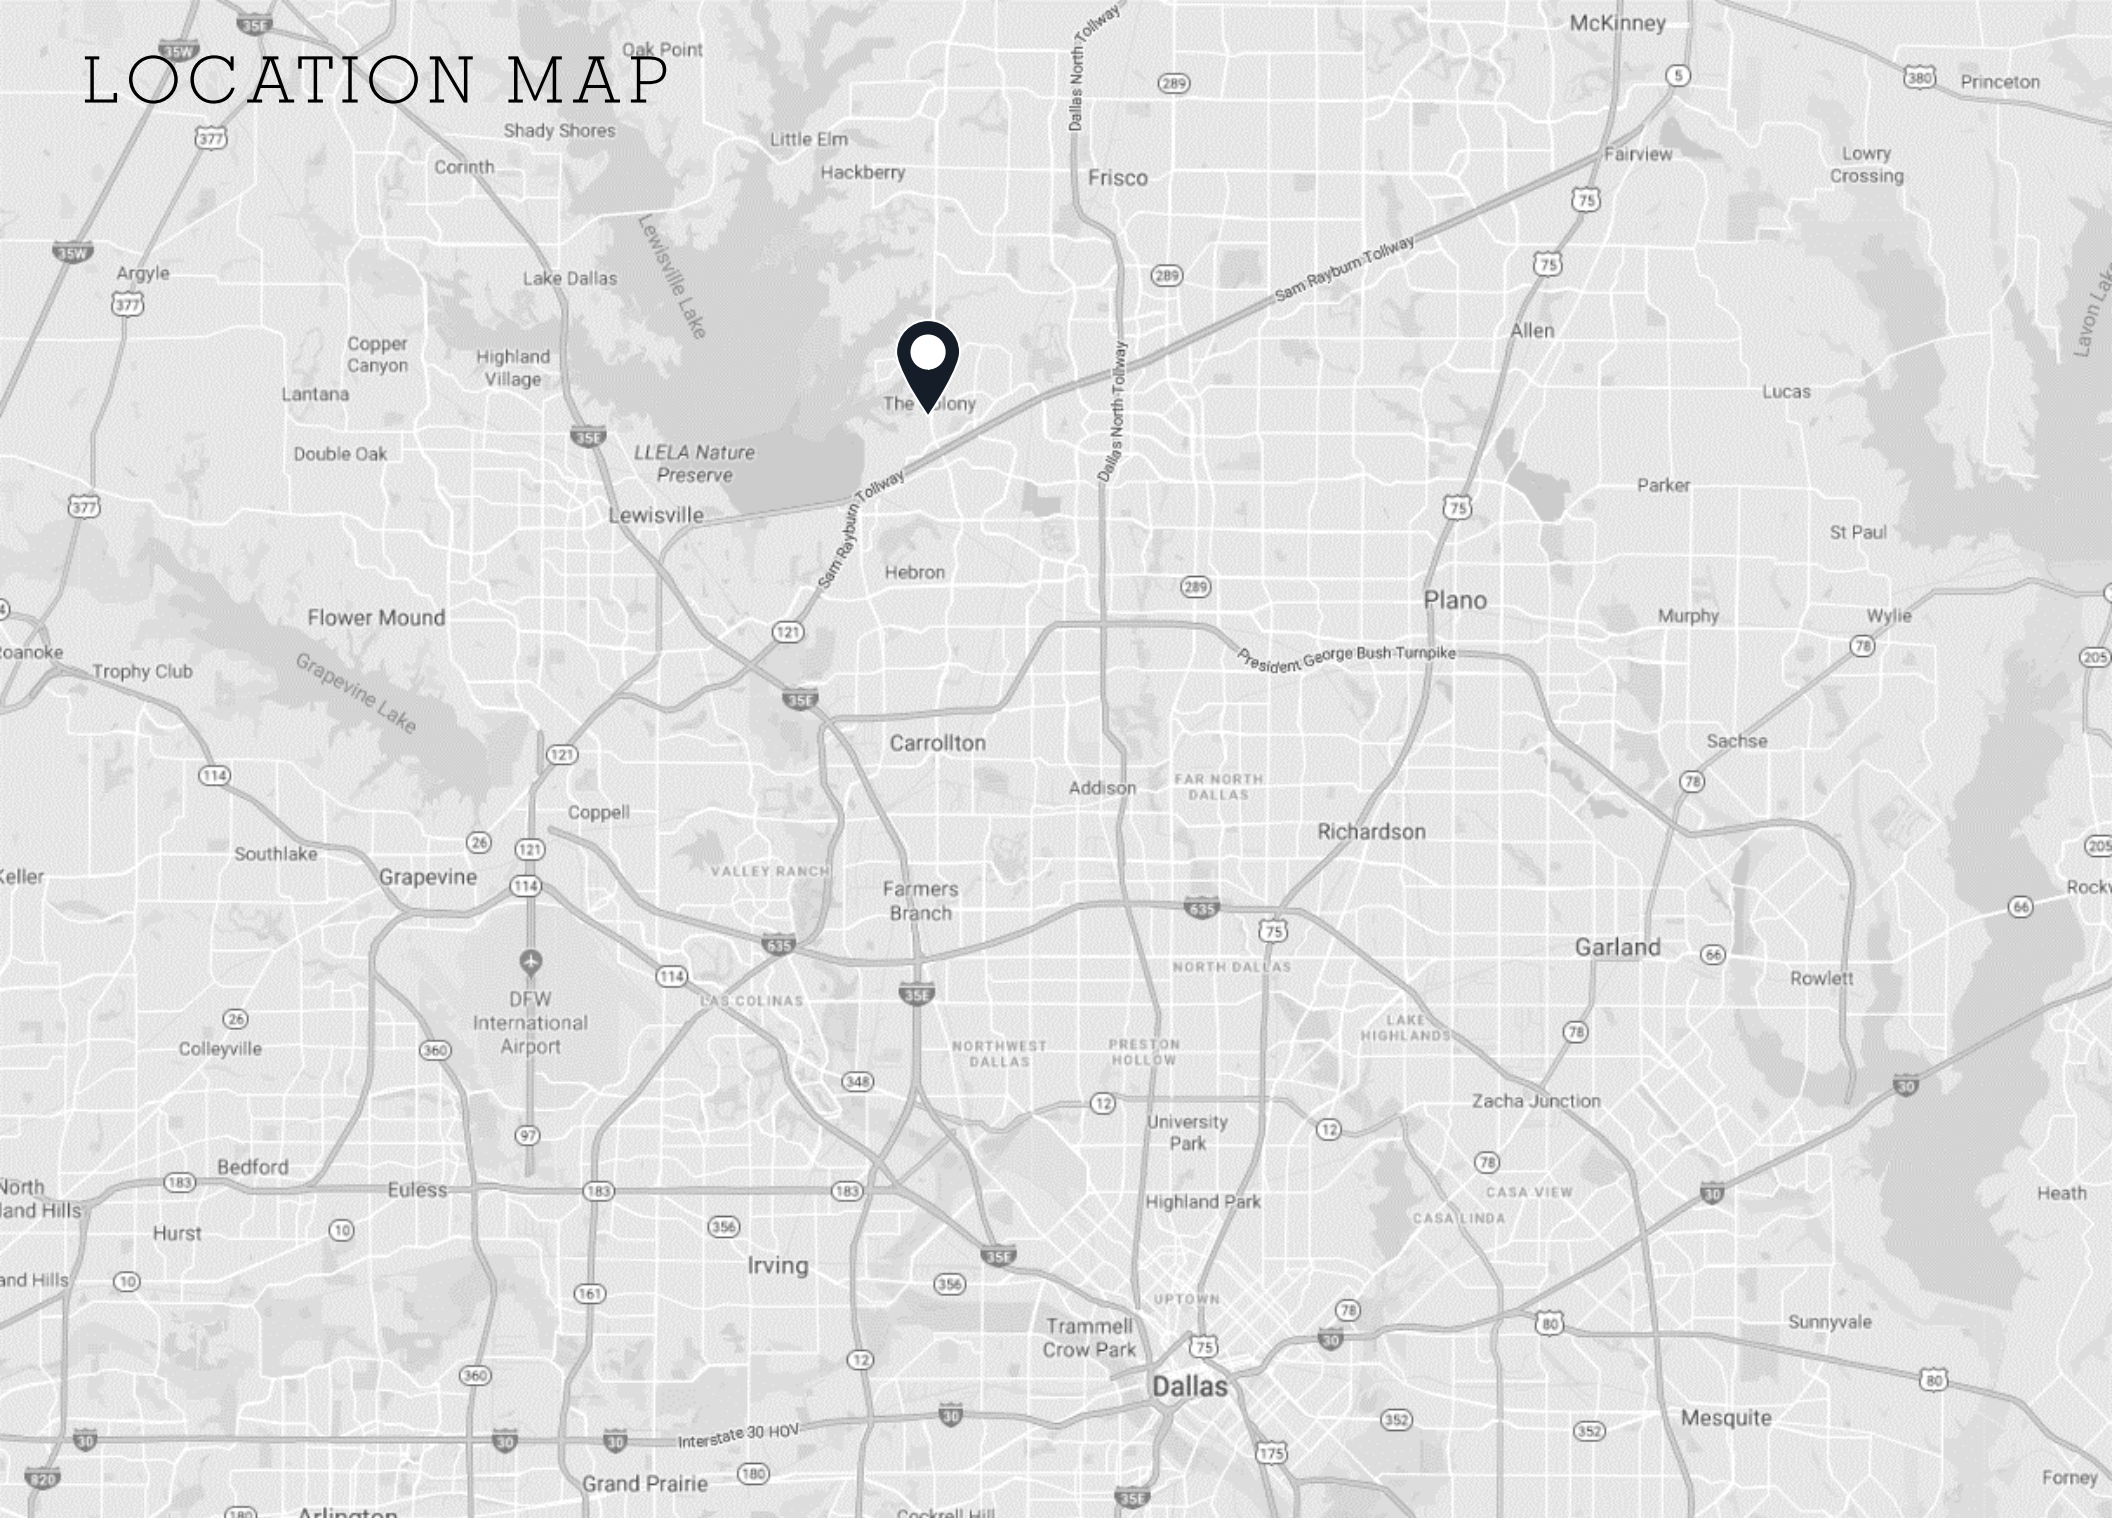 LOCATION MAP
35E
35W
Oak Point
McKinney
Dallas North Tollway
289
5
380
Princeton
377
Shady Shores
Little Elm
Corinth
Hackberry
Frisco
Fairview
Lowry
Crossing
75
35W
Lewisville Lake
Sam Rayburn Tollway
75
Argyle
377
Lake Dallas
289
Allen
Copper
Canyon
Highland
Village
Dallas North Tollway
Lantana
The
Lucas
35E
Double Oak
LLELA Nature
Preserve
Sam Rayburn Tollway
Parker
377
75
Lewisville
St Paul
Hebron
289
Plano
Flower Mound
121
Murphy
Wylie
78
President George Bush Turnpike
205
Trophy Club
Grapevine Lake
35E
Carrollton
Sachse
121
114
FAR NORTH
DALLAS
Addison
78
Coppell
Richardson
26
121
205
Southlake
VALLEY RANCH
Grapevine
114
Farmers
Branch
635
66
75
635
Garland
66
114
NORTH DALLAS
Rowlett
35E
LAS COLINAS
DFW
International
Airport
26
LAKE
HIGHLANDS
78
Colleyville
360
NORTHWEST
DALLAS
PRESTON
HOLLOW
348
30
12
Zacha Junction
University
Park
12
97
78
Bedford
183
Euless
183
183
North
CASA VIEW
30
Heath
Highland Park
CASA LINDA
Hurst
10
356
35E
Irving
10
356
161
UPTOWN
78
Trammell
Crow Park
80
Sunnyvale
30
75
12
360
Dallas
80
30
352
Mesquite
352
Interstate 30 HOV
30
30
30
175
820
180
Grand Prairie
Forney
35E